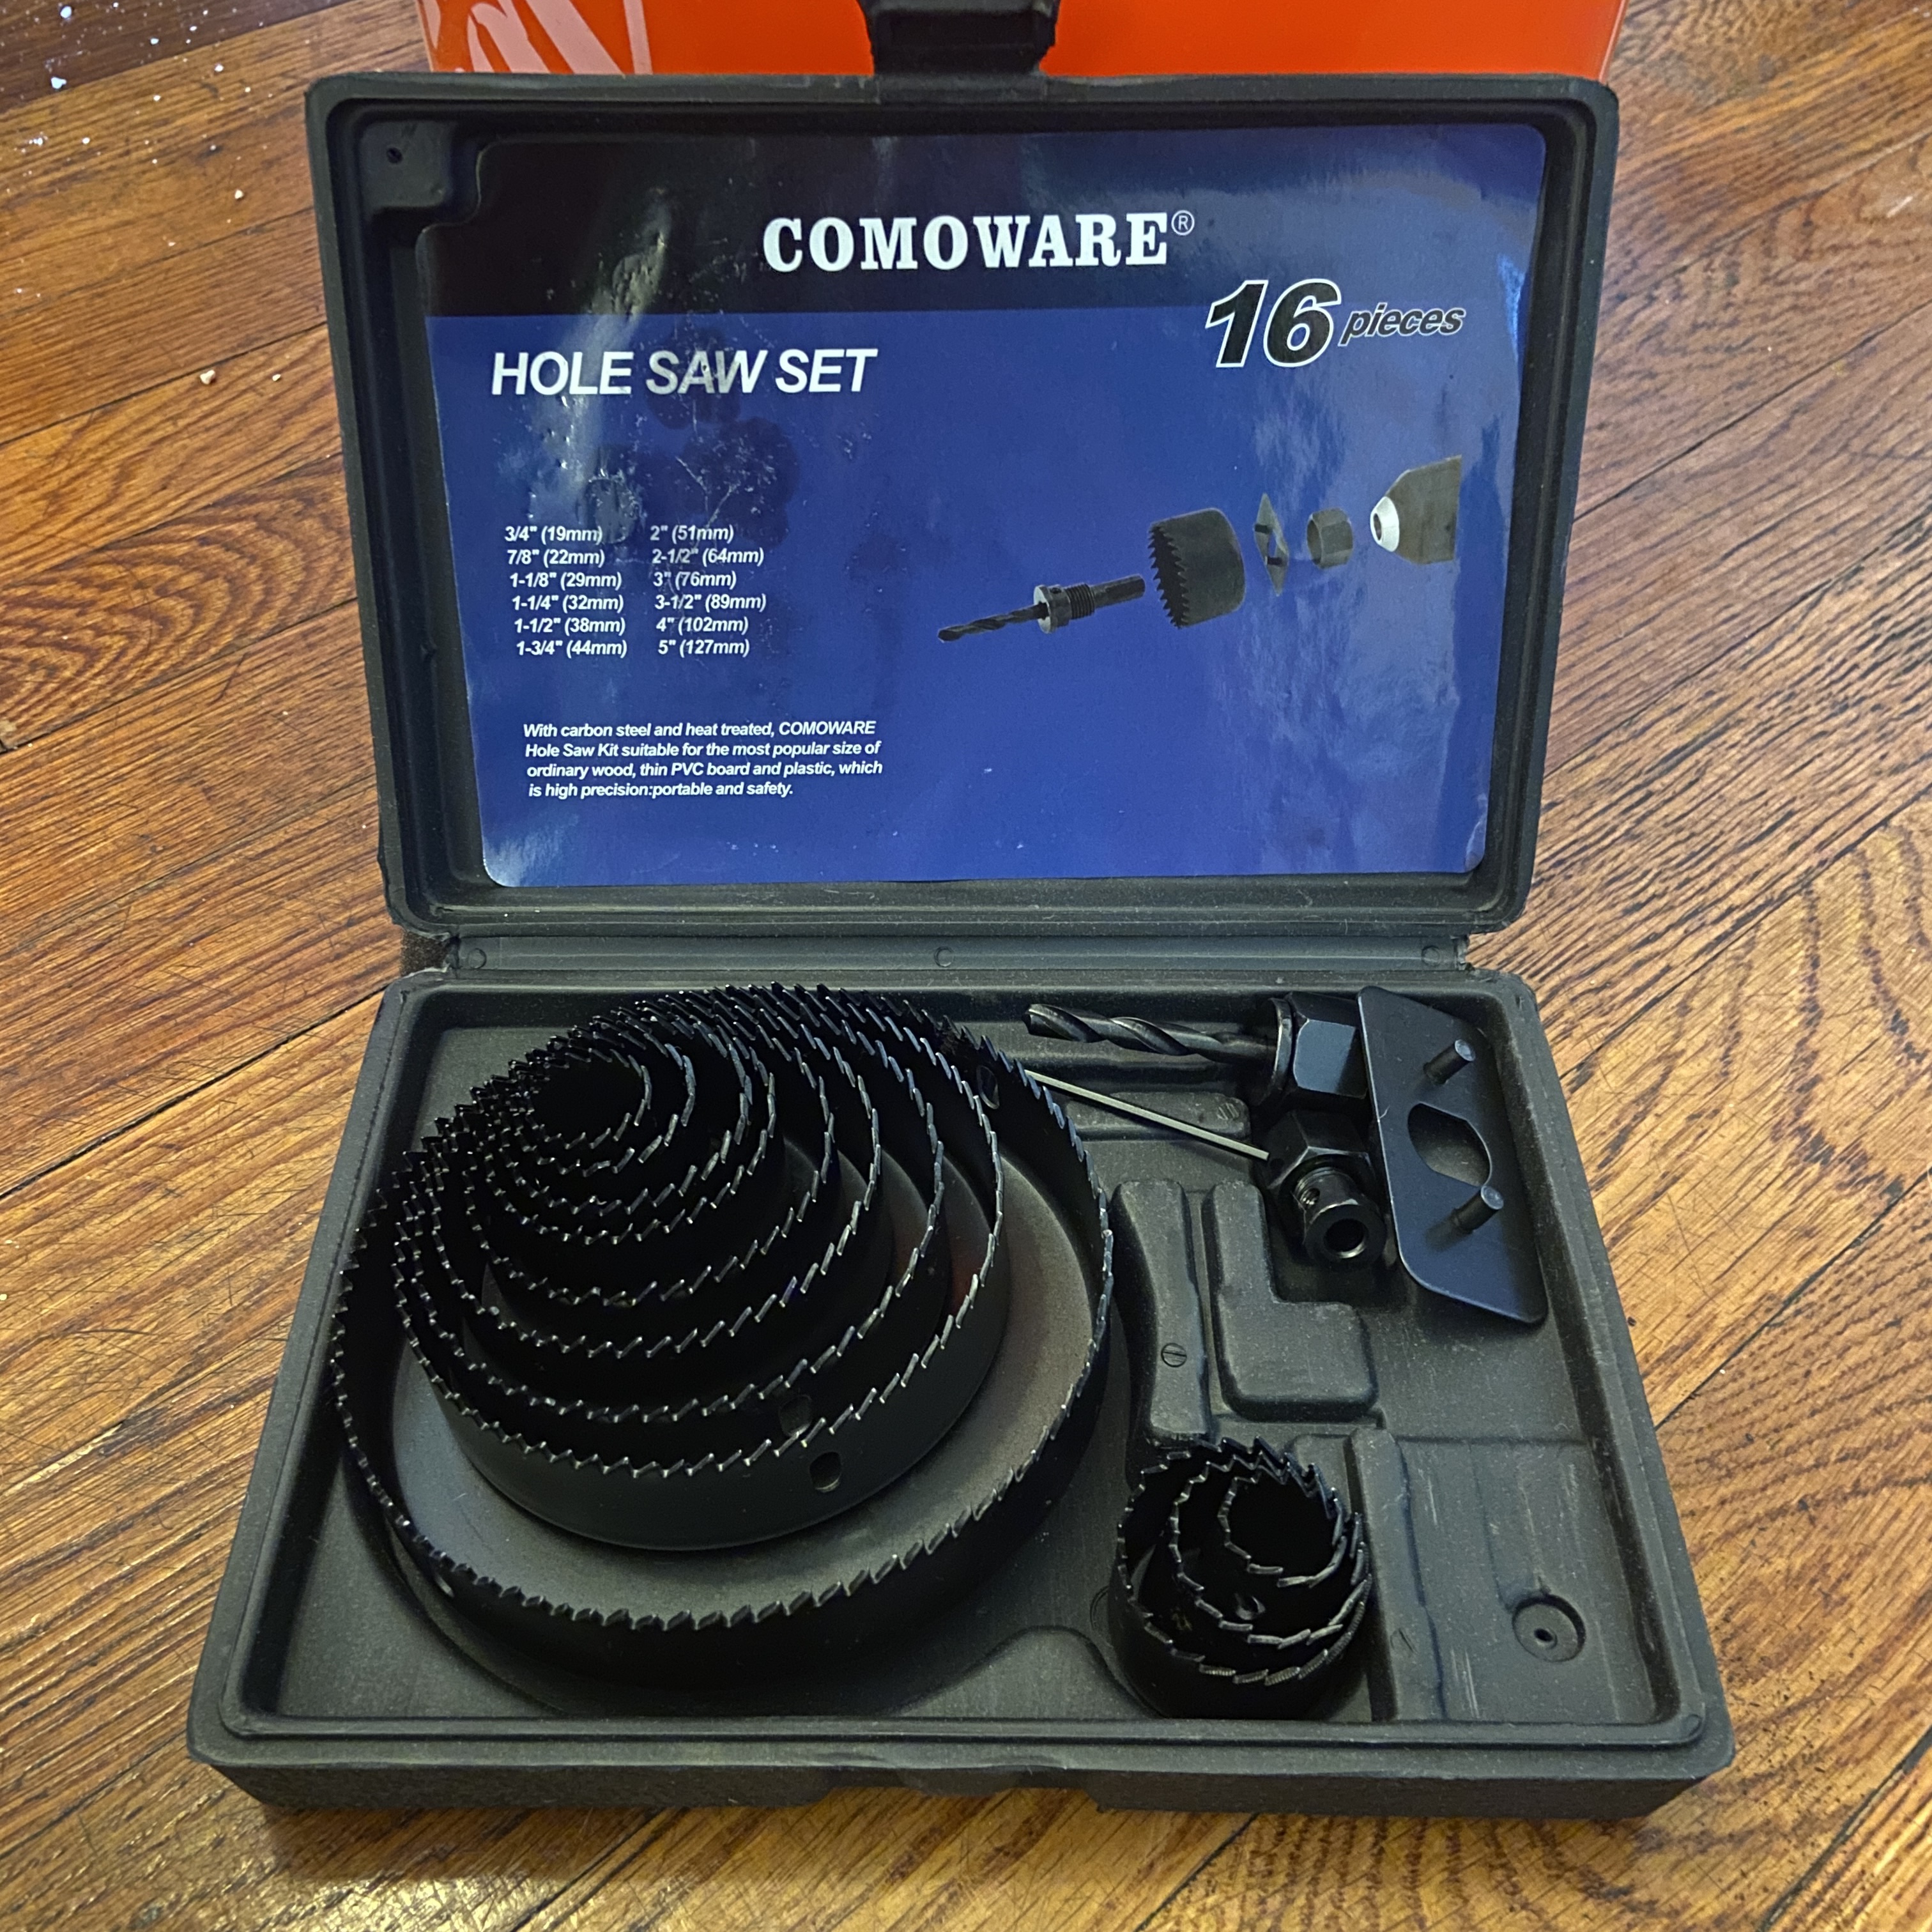 COMOWARE®
16 pieces
HOLE SAW SET
3/4" (19mm) 2" (51mm)
7/8" (22mm) 2-1/2" (64mm)
1-1/8" (29mm) 3" (76mm)
1-1/4" (32mm) 3-1/2" (89mm)
1-1/2" (38mm) 4" (102mm)
1-3/4" (44mm) 5" (127mm)
With carbon steel and heat treated, COMOWARE
Hole Saw Kit suitable for the most popular size of
ordinary wood, thin PVC board and plastic, which
is high precision:portable and safety.